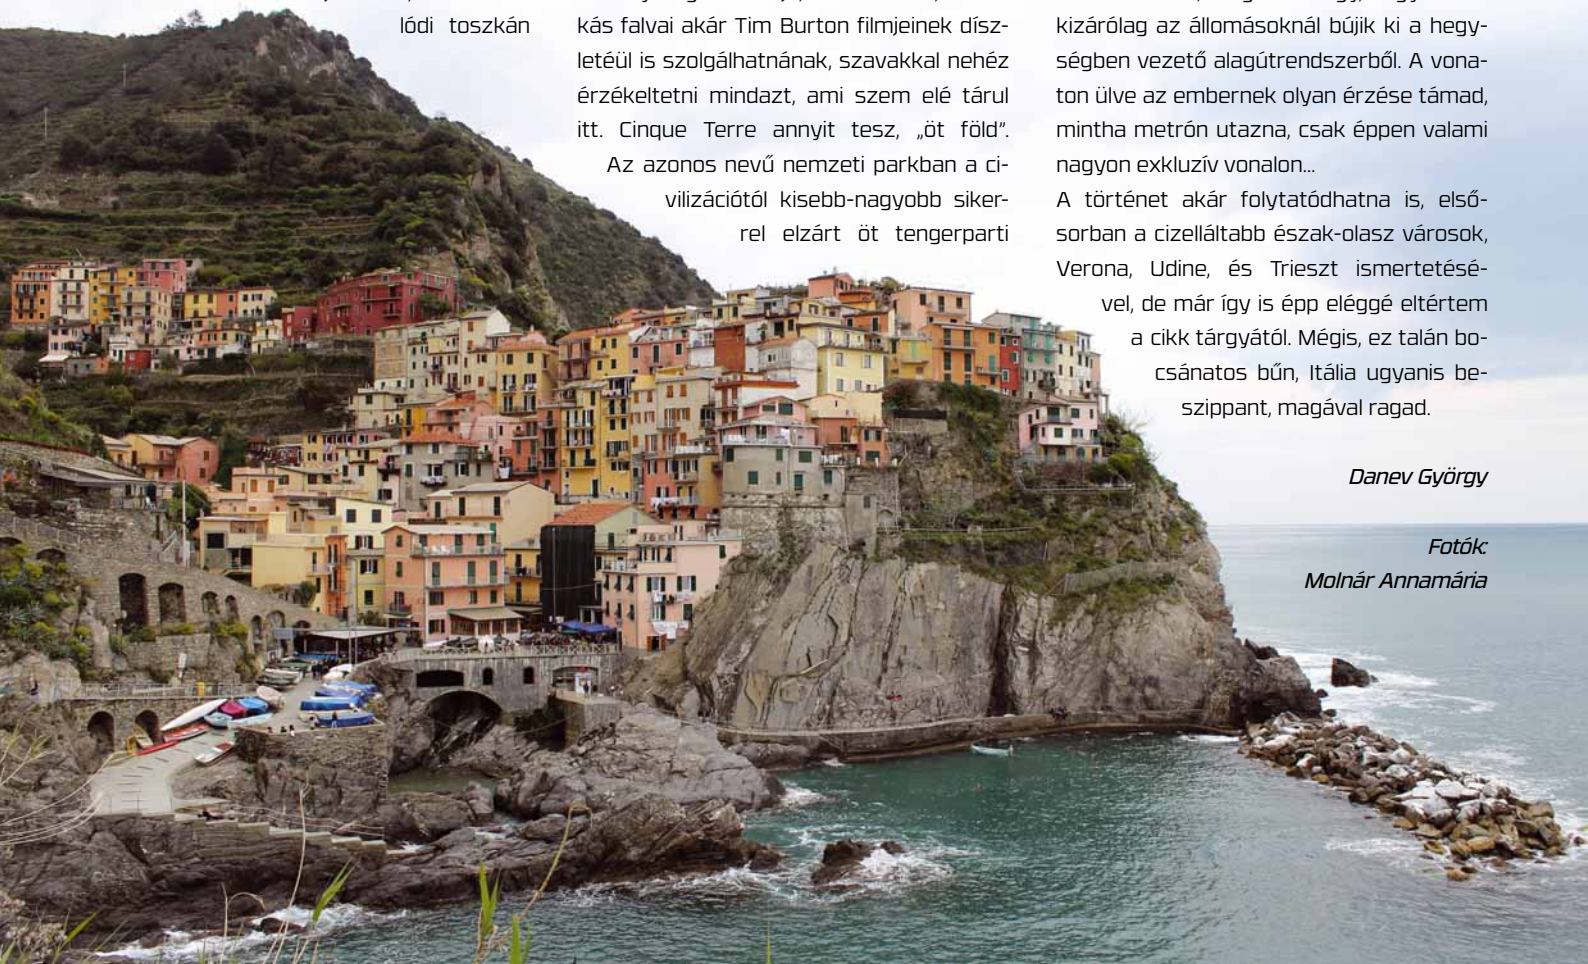 lódi toszkán
kás falvai akár Tim Burton filmjeinek dísz-
letéül is szolgálhatnának, szavakkal nehéz
érzékeltetni mindazt, ami szem elé tárul
itt. Cinque Terre annyit tesz, „öt föld”.
Az azonos nevű nemzeti parkban a ci-
vilizációtól kisebb-nagyobb siker-
rel elzárt öt tengerparti
kizárólag az állomásoknál bújik ki a hegy-
ségben vezető alagútrendszerből. A vona-
ton ülve az embernek olyan érzése támad,
mintha metrón utazna, csak éppen valami
nagyon exkluzív vonalon...
A történet akár folytatódhatna is, első-
sorban a cizelláltabb észak-olasz városok,
Verona, Udine, és Trieszt ismertetésé-
vel, de már így is épp eléggé eltértem
a cikk tárgyától. Mégis, ez talán bo-
csánatos bűn, Itália ugyanis be-
szippant, magával ragad.
Danev György
Fotók:
Molnár Annamária